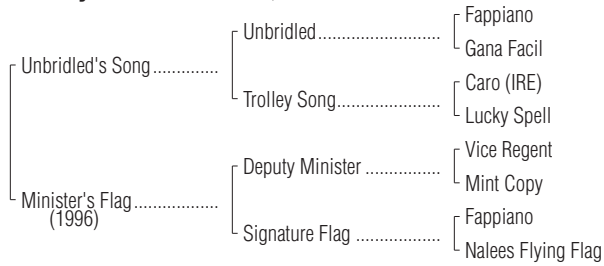 Fappiano
Unbridled
Gana Facil
Unbridled's Song
Caro (IRE)
Trolley Song
Lucky Spell
Vice Regent
Deputy Minister
Mint Copy
Minister's Flag
(1996)
Fappiano
Signature Flag
Nalees Flying Flag